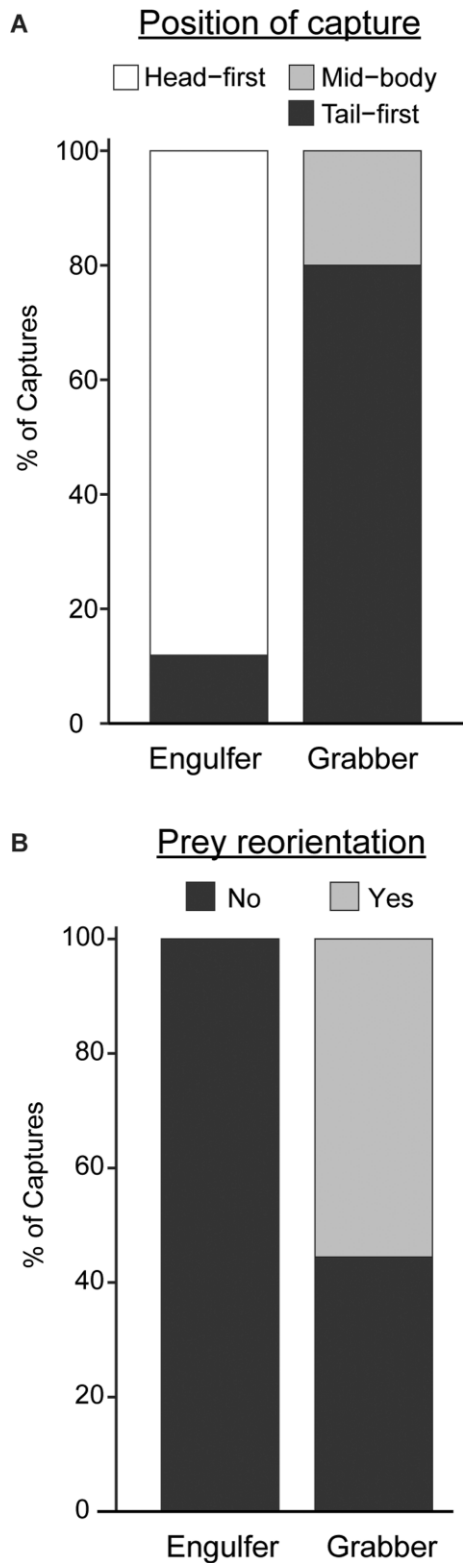 A
Position of capture
Head-first Mid-body
Tail-first
100
80
60
40
20
0
% of Captures
Engulfer Grabber
B
Prey reorientation
No Yes
100
80
60
40
20
0
% of Captures
Engulfer Grabber